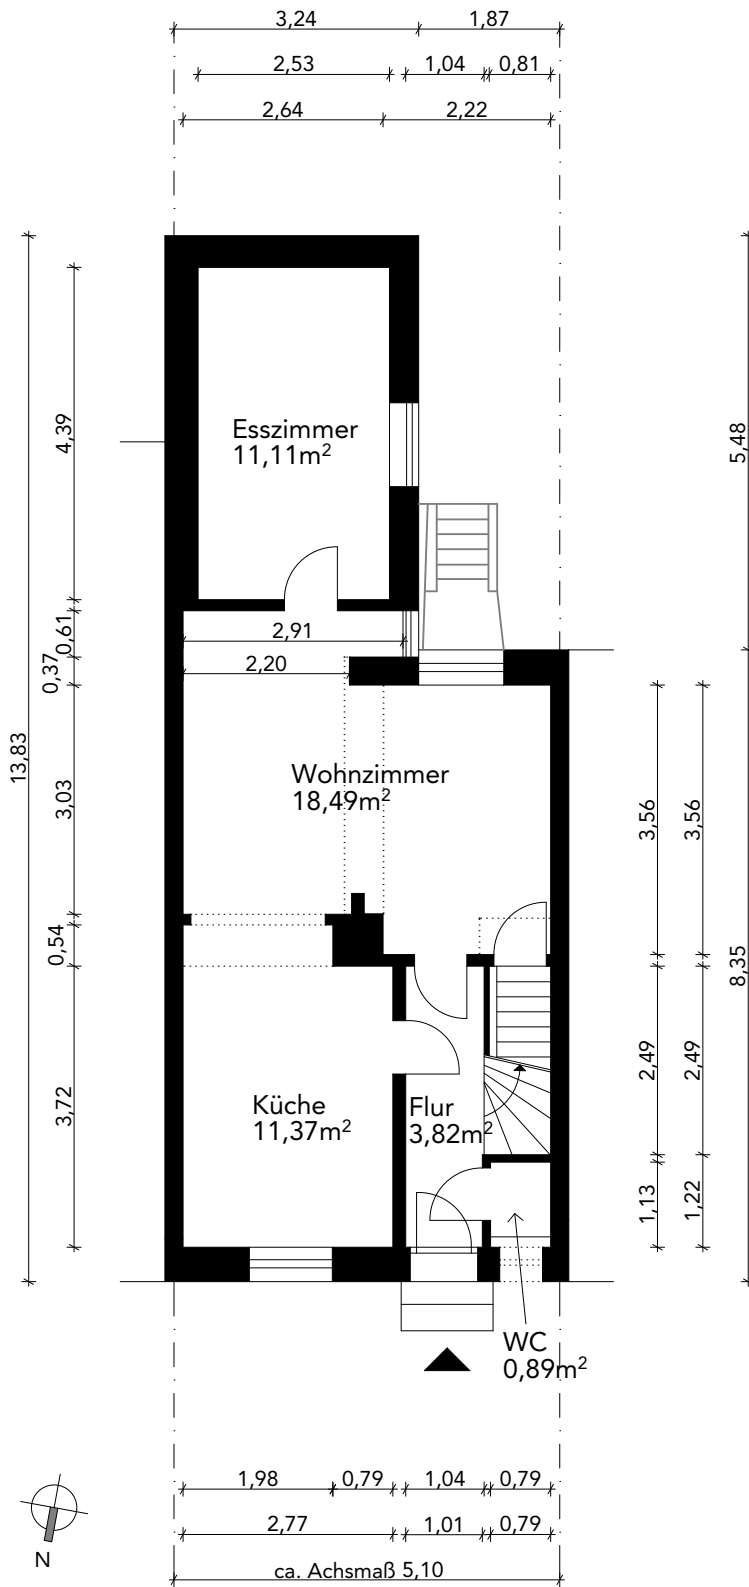 3,24 1,87
2,53 1,04 0,81
2,64 2,22
4,39
Esszimmer
11,11m²
5,48
0,61
2,91
0,37
2,20
13,83
3,03
Wohnzimmer
18,49m²
3,56 3,56
0,54
8,35
3,72
Küche
11,37m²
Flur
3,82m²
2,49 2,49
1,13 1,22
WC
0,89m²
1,98 0,79 1,04 0,79
2,77 1,01 0,79
N
ca. Achsmaß 5,10